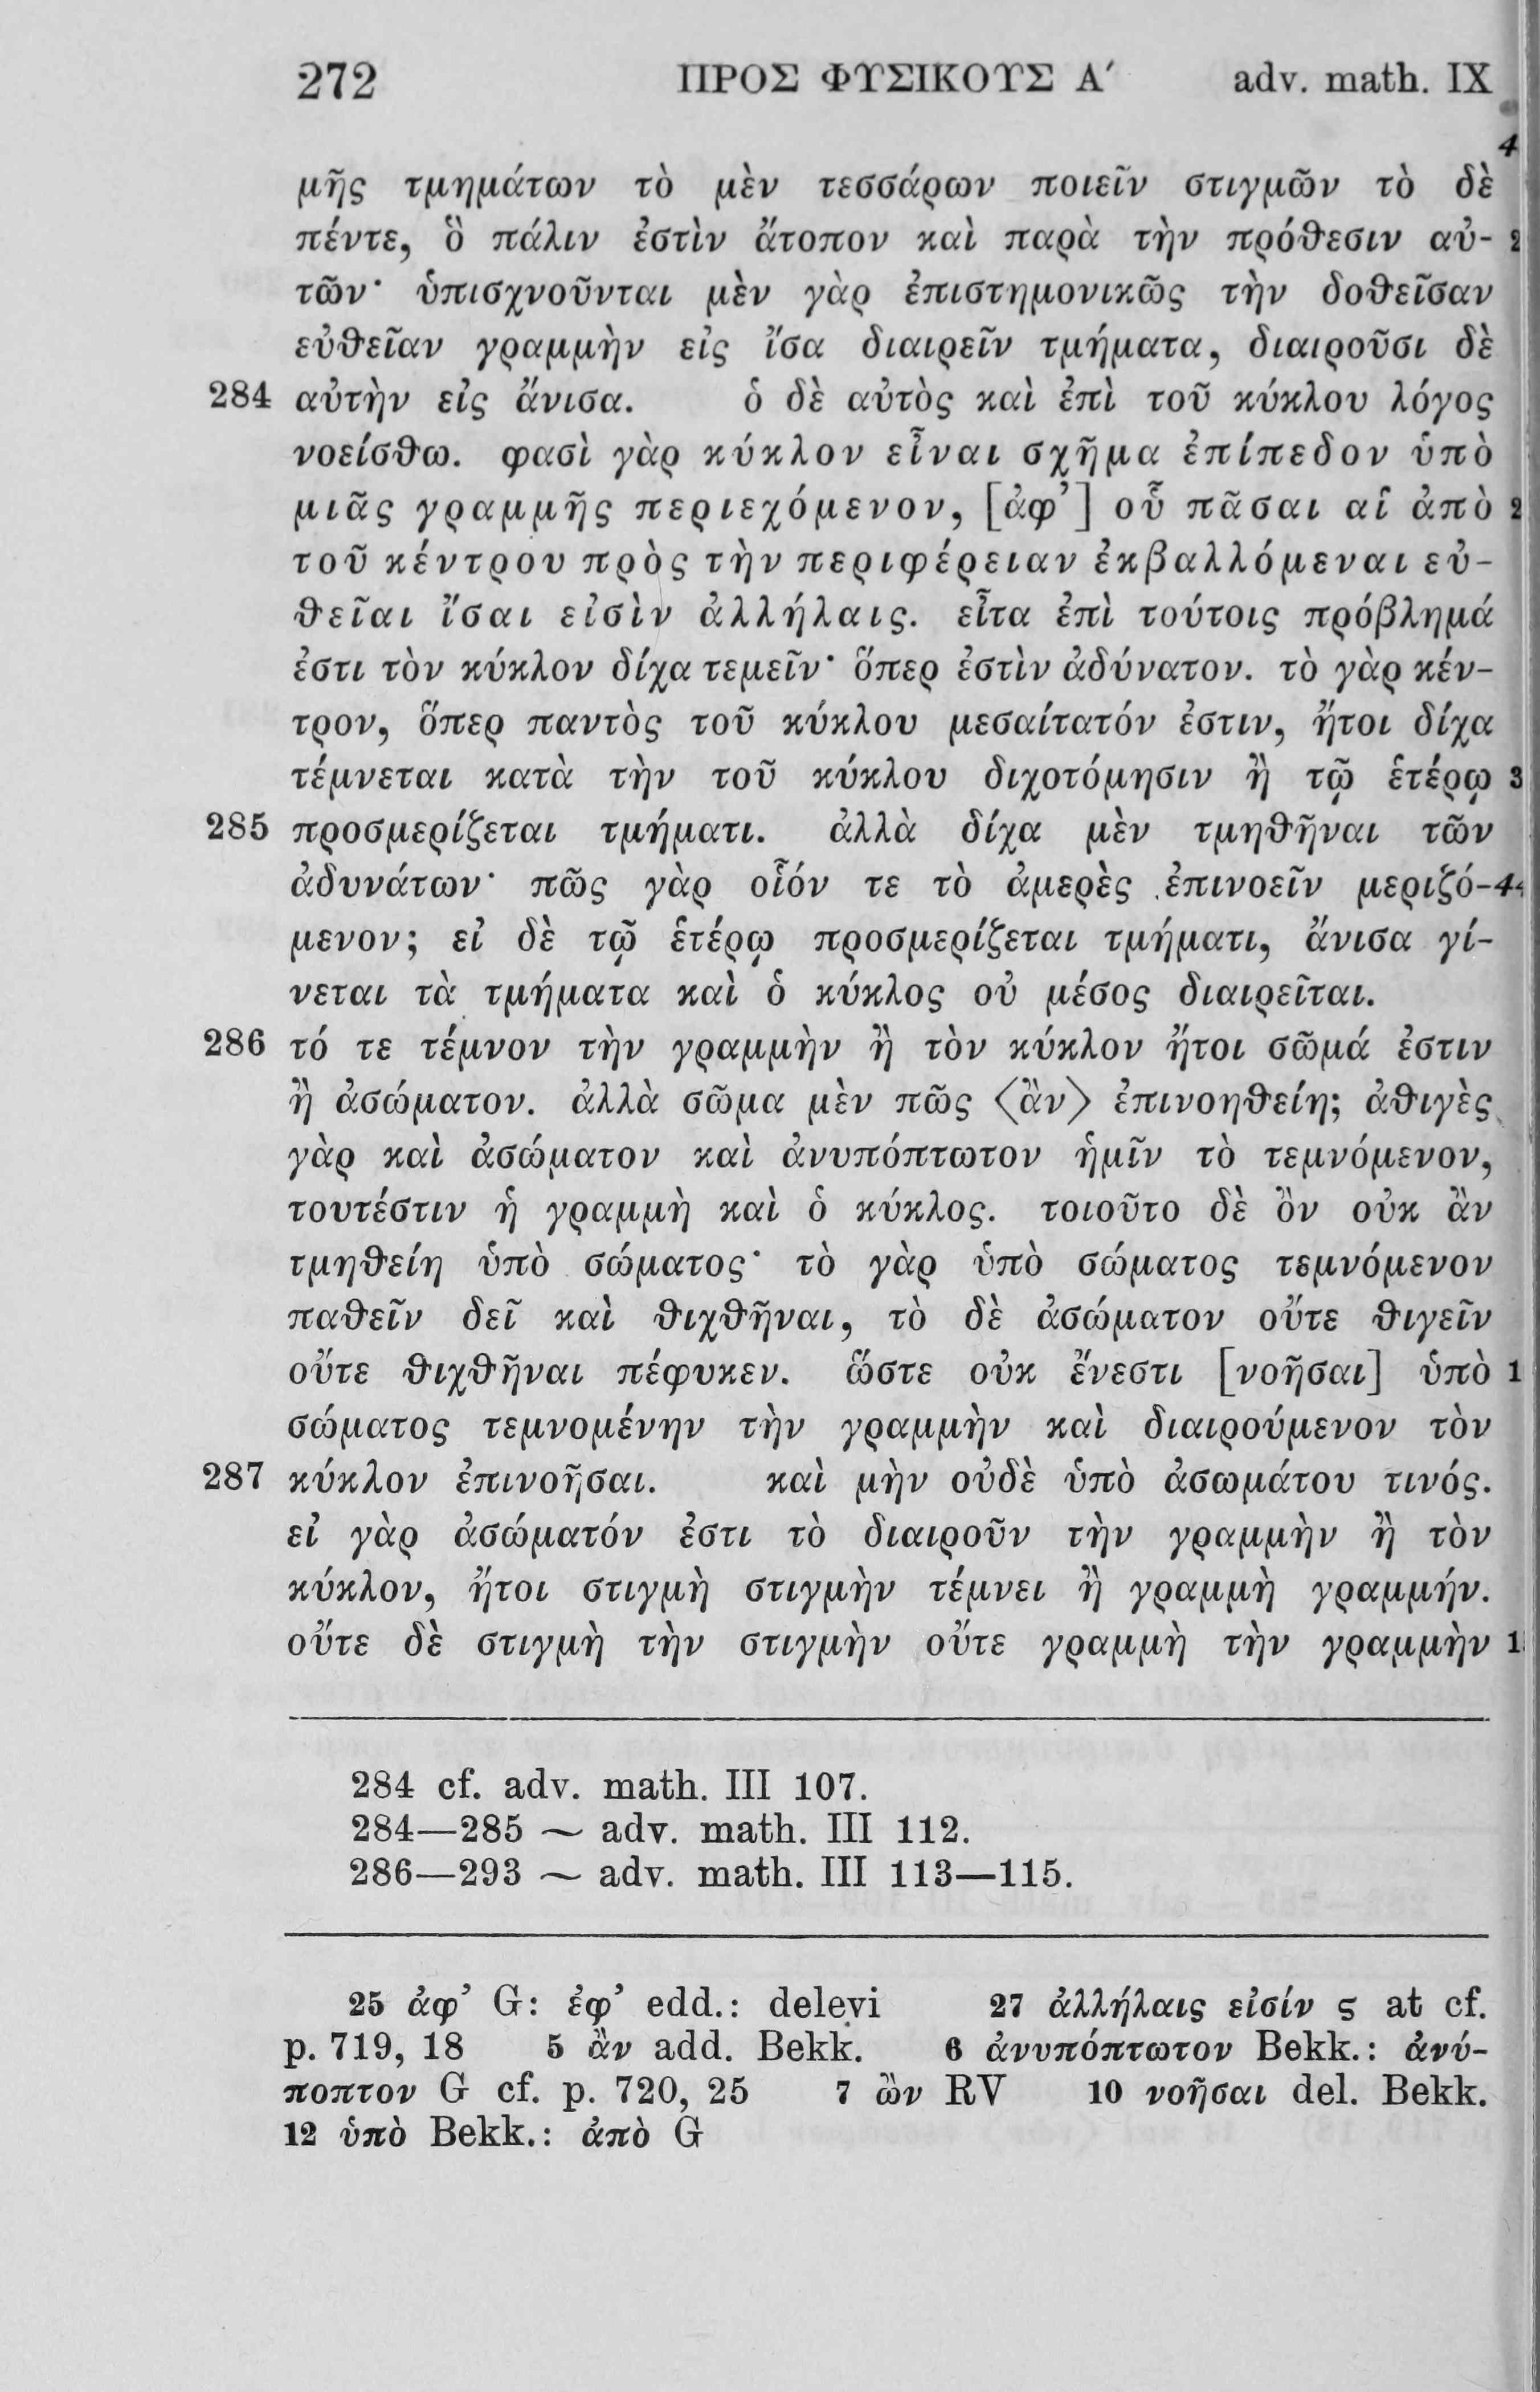 272 ΠΡΟΣ ΦΥΣΙΚΟΥΣ Α′ adv. math. IX
4
μῆς τμημάτων τὸ μὲν τεσσάρων ποιεῖν στιγμῶν τὸ δὲ
πέντε, ὃ πάλιν ἐστὶν ἄτοπον καὶ παρὰ τὴν πρόθεσιν αὐ- 2
τῶν· ὑπισχνοῦνται μὲν γὰρ ἐπιστημονικῶς τὴν δοθεῖσαν
εὐθεῖαν γραμμὴν εἰς ἴσα διαιρεῖν τμήματα, διαιροῦσι δὲ
284 αὐτὴν εἰς ἄνισα. ὁ δὲ αὐτὸς καὶ ἐπὶ τοῦ κύκλου λόγος
νοείσθω. φασὶ γὰρ κύκλον εἶναι σχῆμα ἐπίπεδον ὑπὸ
μιᾶς γραμμῆς περιεχόμενον, [ἀφ’] οὗ πᾶσαι αἱ ἀπὸ 2
τοῦ κέντρου πρὸς τὴν περιφέρειαν ἐκβαλλόμεναι εὐ-
θεῖαι ἴσαι εἰσὶν ἀλλήλαις. εἶτα ἐπὶ τούτοις πρόβλημά
ἐστι τὸν κύκλον δίχα τεμεῖν· ὅπερ ἐστὶν ἀδύνατον. τὸ γὰρ κέν-
τρον, ὅπερ παντὸς τοῦ κύκλου μεσαίτατόν ἐστιν, ἤτοι δίχα
τέμνεται κατὰ τὴν τοῦ κύκλου διχοτόμησιν ἢ τῷ ἑτέρῳ 3
285 προσμερίζεται τμήματι. ἀλλὰ δίχα μὲν τμηθῆναι τῶν
ἀδυνάτων· πῶς γὰρ οἷόν τε τὸ ἀμερὲς ἐπινοεῖν μεριζό- 44
μενον; εἰ δὲ τῷ ἑτέρῳ προσμερίζεται τμήματι, ἄνισα γί-
νεται τὰ τμήματα καὶ ὁ κύκλος οὐ μέσος διαιρεῖται.
286 τό τε τέμνον τὴν γραμμὴν ἢ τὸν κύκλον ἤτοι σῶμά ἐστιν
ἢ ἀσώματον. ἀλλὰ σῶμα μὲν πῶς ⟨ἂν⟩ ἐπινοηθείη; ἀθιγὲς
γὰρ καὶ ἀσώματον καὶ ἀνυπόπτωτον ἡμῖν τὸ τεμνόμενον,
τουτέστιν ἡ γραμμὴ καὶ ὁ κύκλος. τοιοῦτο δὲ ὂν οὐκ ἂν
τμηθείη ὑπὸ σώματος· τὸ γὰρ ὑπὸ σώματος τεμνόμενον
παθεῖν δεῖ καὶ θιχθῆναι, τὸ δὲ ἀσώματον οὔτε θιγεῖν
οὔτε θιχθῆναι πέφυκεν. ὥστε οὐκ ἔνεστι [νοῆσαι] ὑπὸ 1
σώματος τεμνομένην τὴν γραμμὴν καὶ διαιρούμενον τὸν
287 κύκλον ἐπινοῆσαι. καὶ μὴν οὐδὲ ὑπὸ ἀσωμάτου τινός.
εἰ γὰρ ἀσώματόν ἐστι τὸ διαιροῦν τὴν γραμμὴν ἢ τὸν
κύκλον, ἤτοι στιγμὴ στιγμὴν τέμνει ἢ γραμμὴ γραμμήν.
οὔτε δὲ στιγμὴ τὴν στιγμὴν οὔτε γραμμὴ τὴν γραμμὴν 1
284 cf. adv. math. III 107.
284—285 ~ adv. math. III 112.
286—293 ~ adv. math. III 113—115.
25 ἀφ’ G: ἐφ’ edd.: delevi 27 ἀλλήλαις εἰσίν ς at cf.
p. 719, 18 5 ἂν add. Bekk. 6 ἀνυπόπτωτον Bekk.: ἀνύ-
ποπτον G cf. p. 720, 25 7 ὢν RV 10 νοῆσαι del. Bekk.
12 ὑπὸ Bekk.: ἀπὸ G